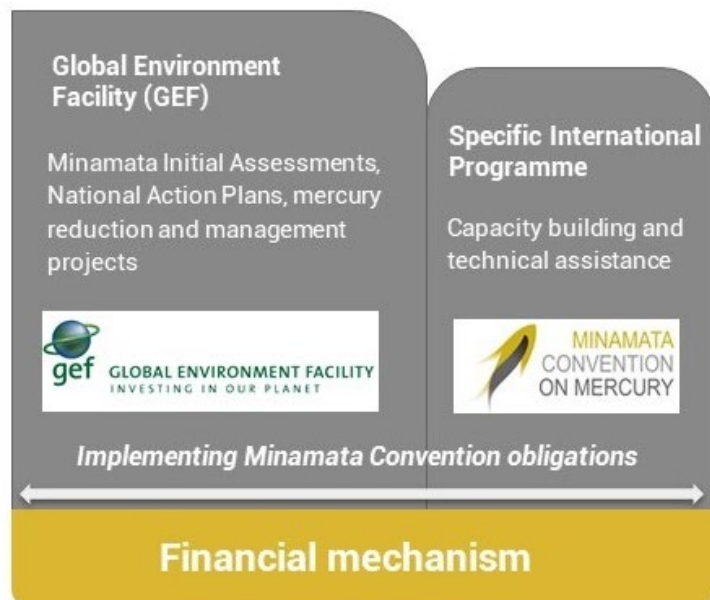 Global Environment
Facility (GEF)
Minamata Initial Assessments,
National Action Plans, mercury
reduction and management
projects
gef GLOBAL ENVIRONMENT FACILITY
INVESTING IN OUR PLANET
Specific International
Programme
Capacity building and
technical assistance
MINAMATA
CONVENTION
ON MERCURY
Implementing Minamata Convention obligations
Financial mechanism